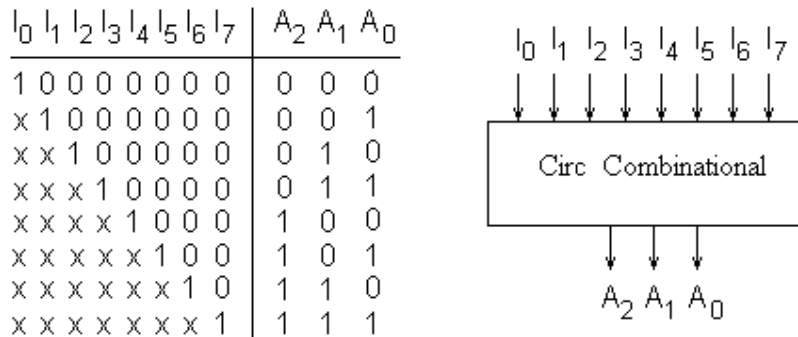 I0 I1 I2 I3 I4 I5 I6 I7 A2 A1 A0
1 0 0 0 0 0 0 0 0 0 0
x 1 0 0 0 0 0 0 0 0 1
x x 1 0 0 0 0 0 0 1 0
x x x 1 0 0 0 0 0 1 1
x x x x 1 0 0 0 1 0 0
x x x x x 1 0 0 1 0 1
x x x x x x 1 0 1 1 0
x x x x x x x 1 1 1 1
I0 I1 I2 I3 I4 I5 I6 I7
Circ Combinational
A2 A1 A0